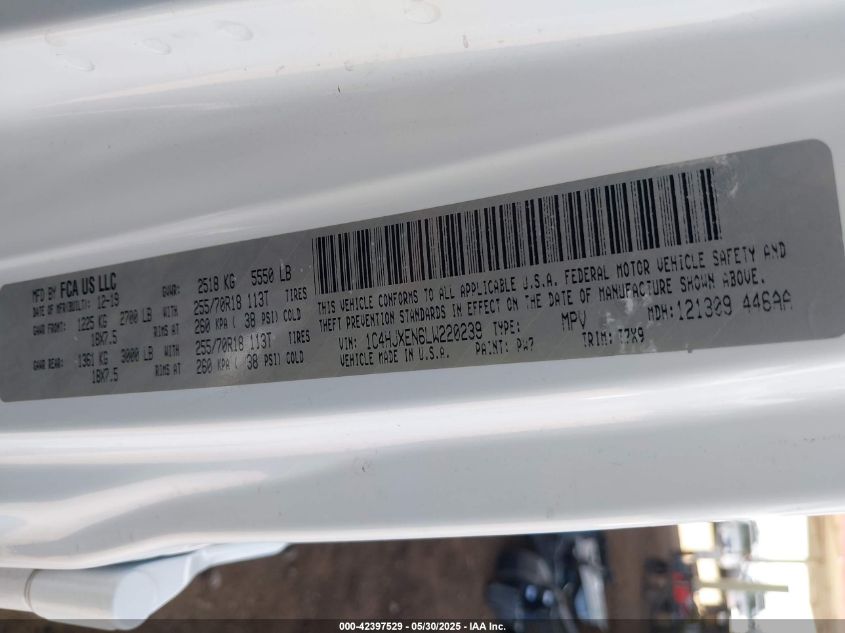 MFD BY FCA US LLC
DATE OF MFR(BUILT): 12-19 GVWR: 2518 KG 5550 LB
GAWR FRONT: 1225 KG 2700 LB WITH 255/70R18 113T TIRES
18X7.5 RIMS AT 260 KPA ( 38 PSI) COLD
GAWR REAR: 1361 KG 3000 LB WITH 255/70R18 113T TIRES
18X7.5 RIMS AT 260 KPA ( 38 PSI) COLD
THIS VEHICLE CONFORMS TO ALL APPLICABLE U.S.A. FEDERAL MOTOR VEHICLE SAFETY AND
THEFT PREVENTION STANDARDS IN EFFECT ON THE DATE OF MANUFACTURE SHOWN ABOVE.
VIN: 1C4HJXEN6LW220239 TYPE: MPV MDH: 121309 446AA
VEHICLE MADE IN U.S.A. PAINT: PW7 TRIM: T7X9
000-42397529 - 05/30/2025 - IAA Inc.